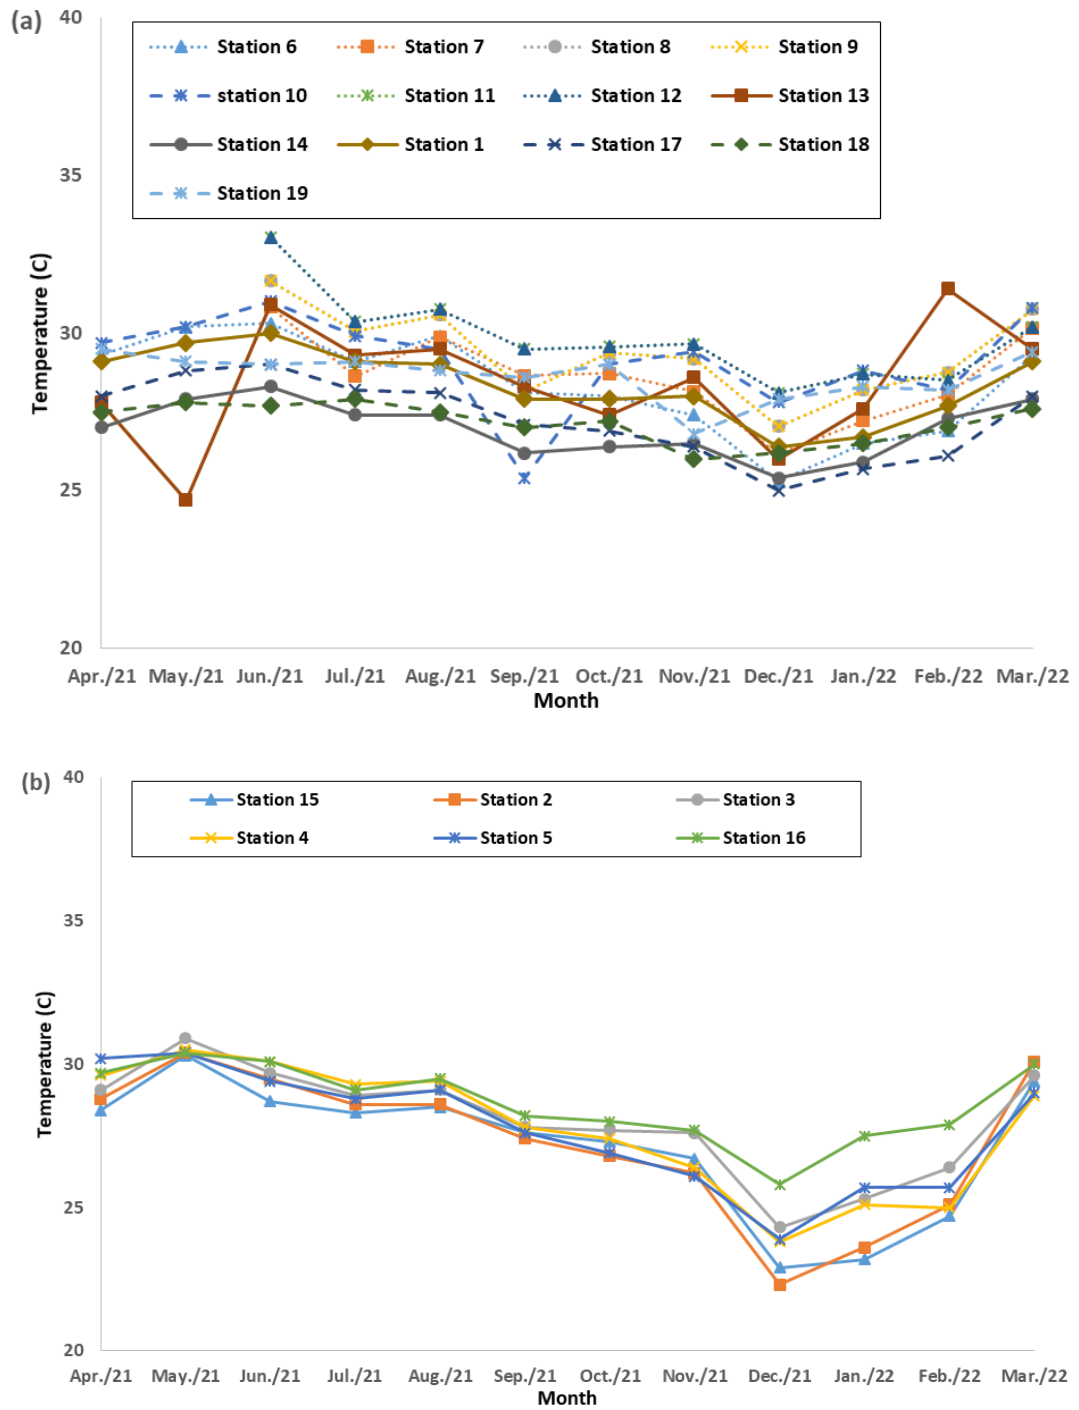 (a)
40
Station 6 Station 7 Station 8 Station 9
station 10 Station 11 Station 12 Station 13
Station 14 Station 1 Station 17 Station 18
Station 19
35
30
25
20
Temperature (C)
Apr./21 May./21 Jun./21 Jul./21 Aug./21 Sep./21 Oct./21 Nov./21 Dec./21 Jan./22 Feb./22 Mar./22
Month
(b)
40
Station 15 Station 2 Station 3
Station 4 Station 5 Station 16
35
30
25
20
Temperature (C)
Apr./21 May./21 Jun./21 Jul./21 Aug./21 Sep./21 Oct./21 Nov./21 Dec./21 Jan./22 Feb./22 Mar./22
Month